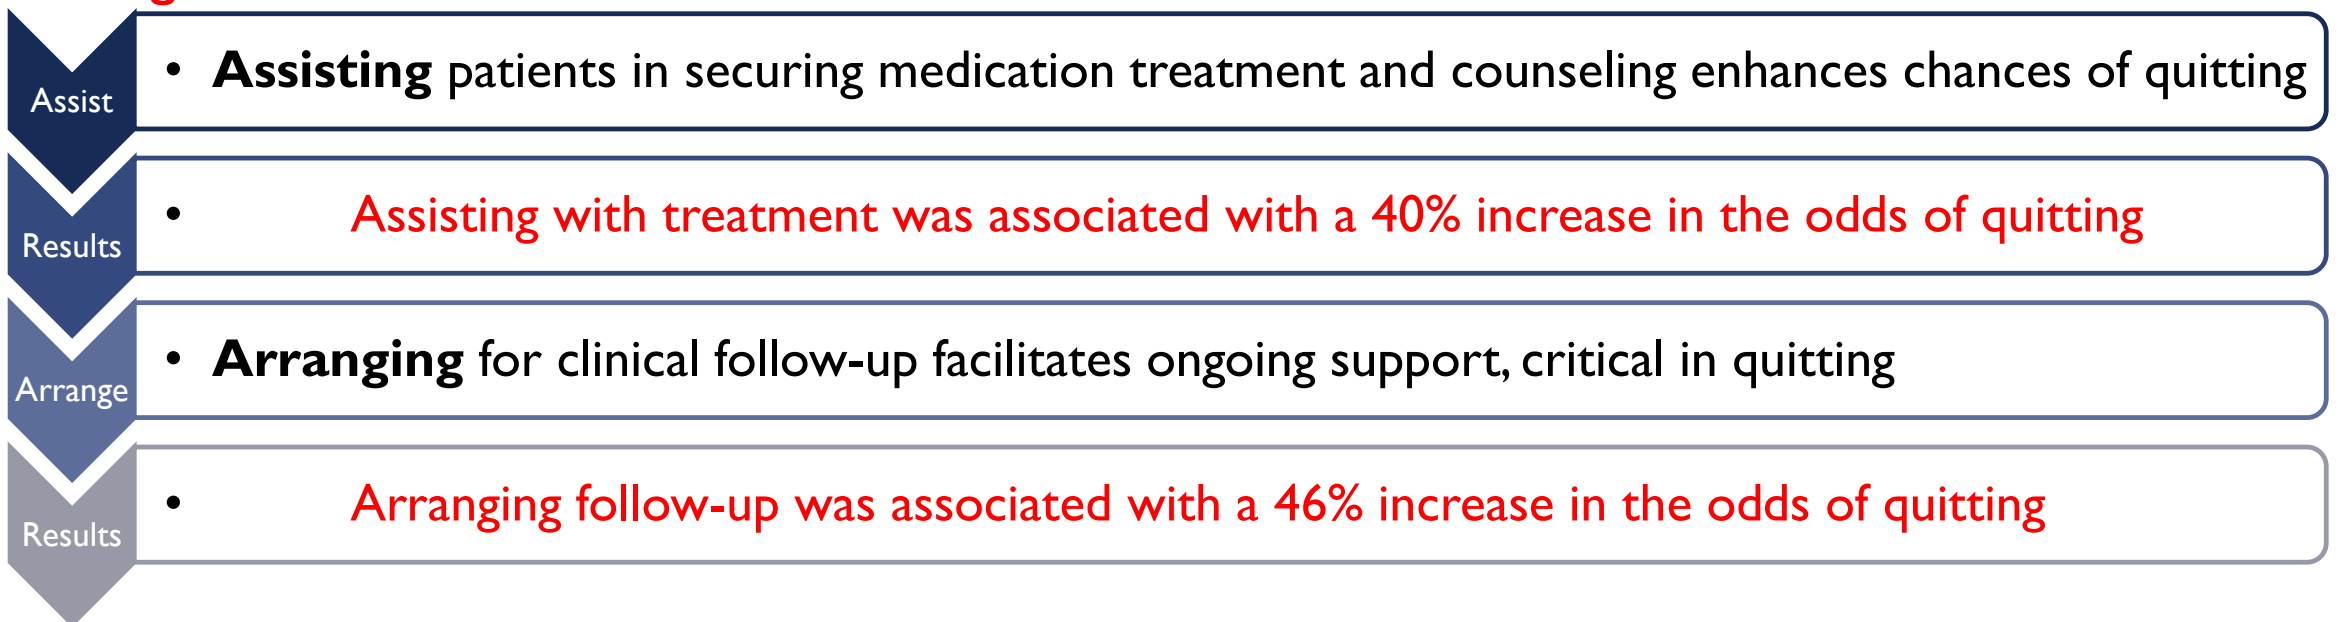 Assist
• Assisting patients in securing medication treatment and counseling enhances chances of quitting
Results
• Assisting with treatment was associated with a 40% increase in the odds of quitting
Arrange
• Arranging for clinical follow-up facilitates ongoing support, critical in quitting
Results
• Arranging follow-up was associated with a 46% increase in the odds of quitting